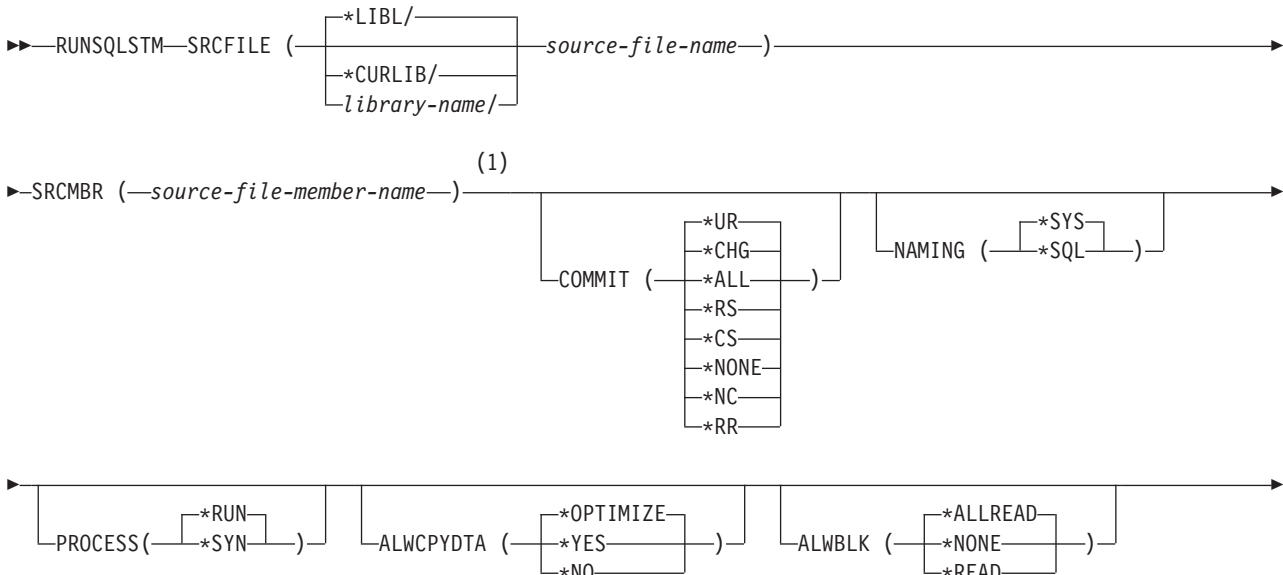 *LIBL/
RUNSQLSTM SRCFILE ( source-file-name )
*CURLIB/
library-name/
(1)
SRCMBR ( source-file-member-name )
*UR *SYS
*CHG NAMING ( *SQL )
COMMIT ( *ALL )
*RS
*CS
*NONE
*NC
*RR
*RUN *OPTIMIZE *ALLREAD
PROCESS( *SYN ) ALWCPYDTA ( *YES ) ALWBLK ( *NONE )
*NO *READ